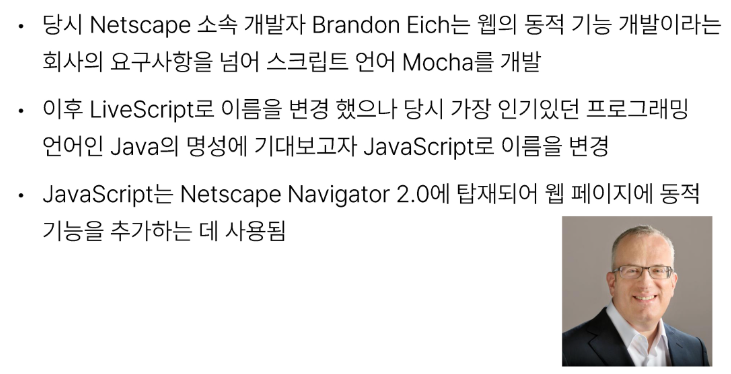 • 당시 Netscape 소속 개발자 Brandon Eich는 웹의 동적 기능 개발이라는
회사의 요구사항을 넘어 스크립트 언어 Mocha를 개발
• 이후 LiveScript로 이름을 변경 했으나 당시 가장 인기있던 프로그래밍
언어인 Java의 명성에 기대보고자 JavaScript로 이름을 변경
• JavaScript는 Netscape Navigator 2.0에 탑재되어 웹 페이지에 동적
기능을 추가하는 데 사용됨